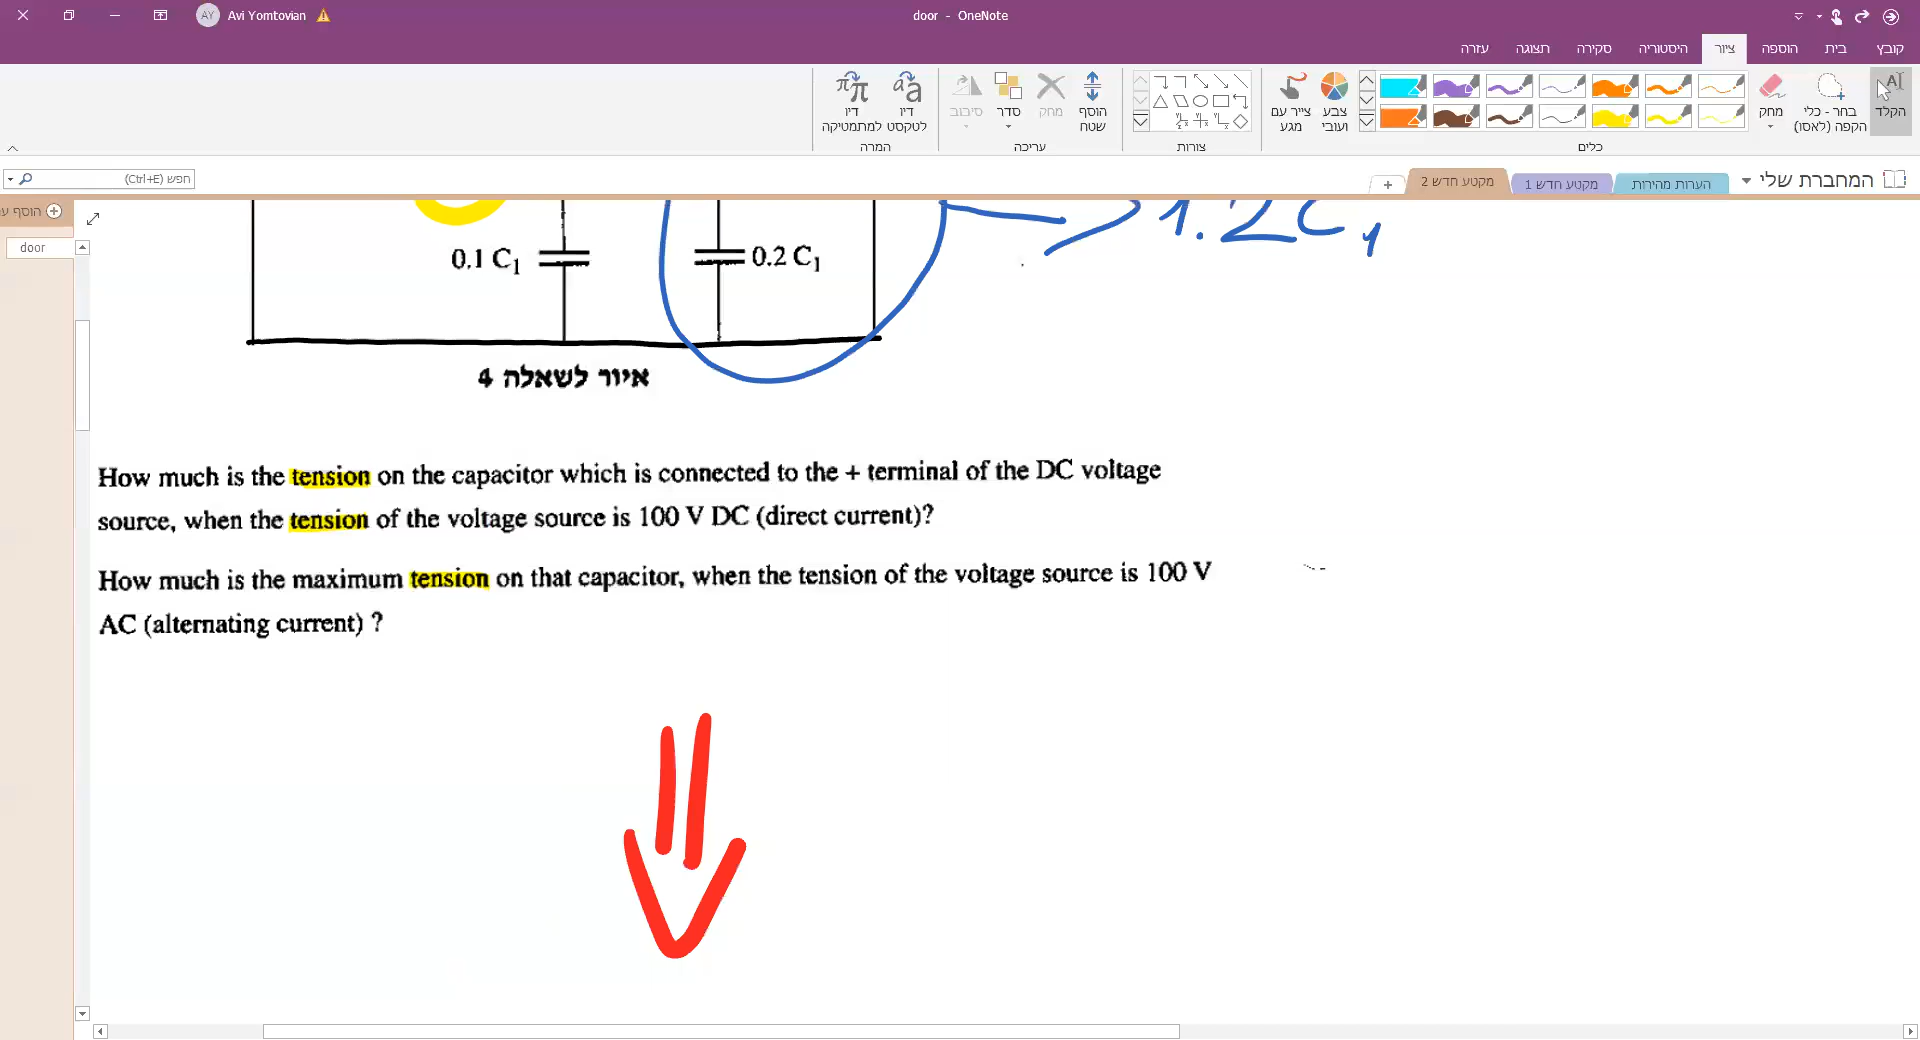 AY Avi Yomtovian
door - OneNote
קובץ בית הוספה ציור היסטוריה סקירה תצוגה עזרה
הקלד
בחר - כלי הקפה (לאסו)
מחק
כלים
צבע ועובי
צייר עם מגע
צורות
הוסף שטח
מחק
סדר
סיבוב
עריכה
דיו לטקסט
דיו למתמטיקה
המרה
המחברת שלי
הערות מהירות
מקטע חדש 1
מקטע חדש 2
+
חפש (Ctrl+E)
door
1.2C1
0.1 C1
0.2 C1
איור לשאלה 4
How much is the tension on the capacitor which is connected to the + terminal of the DC voltage
source, when the tension of the voltage source is 100 V DC (direct current)?
How much is the maximum tension on that capacitor, when the tension of the voltage source is 100 V
AC (alternating current) ?